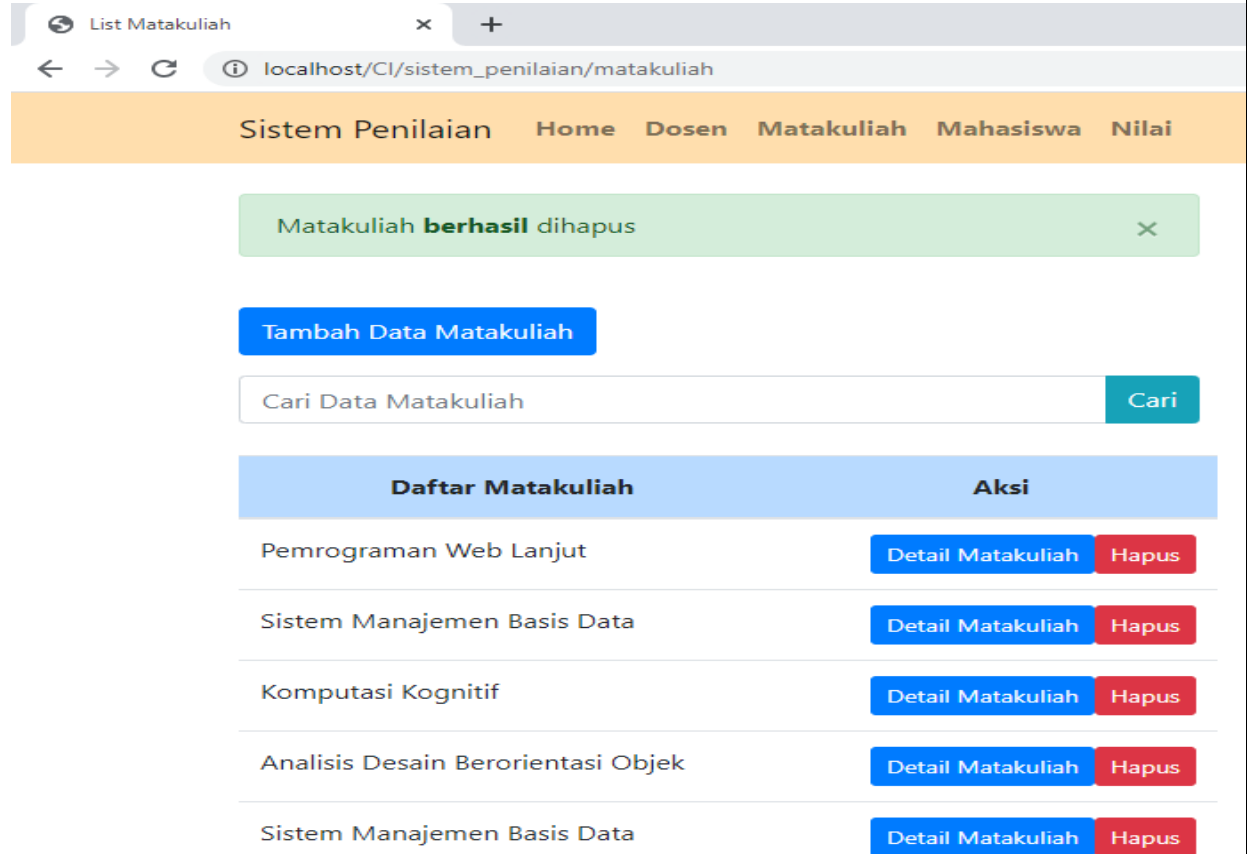 List Matakuliah
localhost/CI/sistem_penilaian/matakuliah
Sistem Penilaian Home Dosen Matakuliah Mahasiswa Nilai
Matakuliah berhasil dihapus
Tambah Data Matakuliah
Cari Data Matakuliah Cari
Daftar Matakuliah Aksi
Pemrograman Web Lanjut Detail Matakuliah Hapus
Sistem Manajemen Basis Data Detail Matakuliah Hapus
Komputasi Kognitif Detail Matakuliah Hapus
Analisis Desain Berorientasi Objek Detail Matakuliah Hapus
Sistem Manajemen Basis Data Detail Matakuliah Hapus